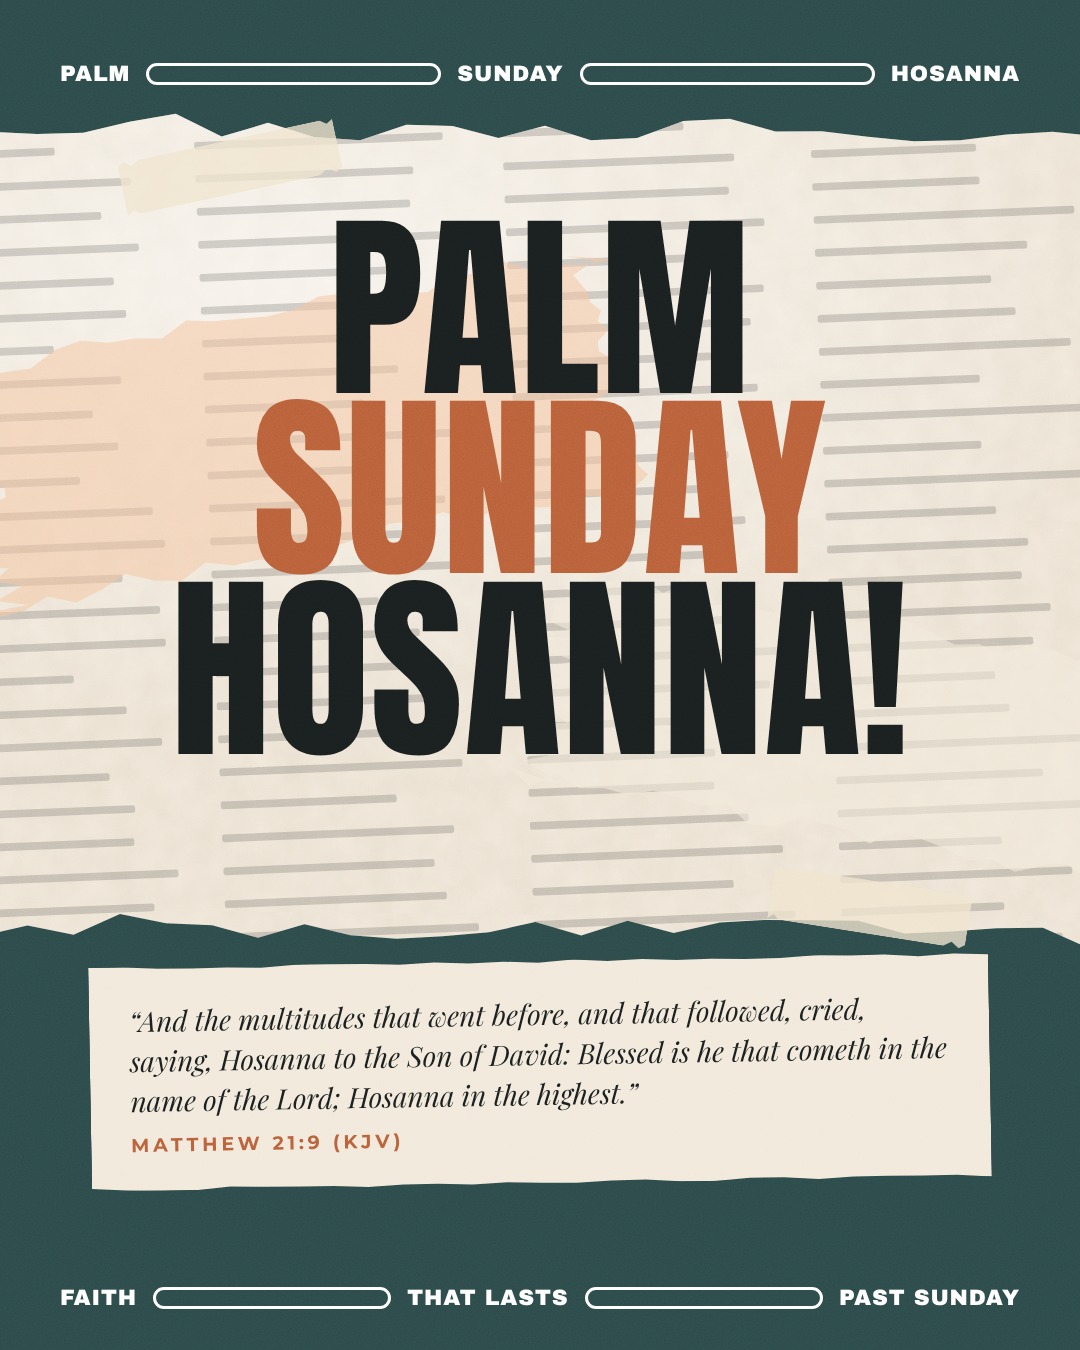 PALM SUNDAY HOSANNA
PALM
SUNDAY
HOSANNA!
“And the multitudes that went before, and that followed, cried,
saying, Hosanna to the Son of David: Blessed is he that cometh in the
name of the Lord; Hosanna in the highest.”
MATTHEW 21:9 (KJV)
FAITH THAT LASTS PAST SUNDAY